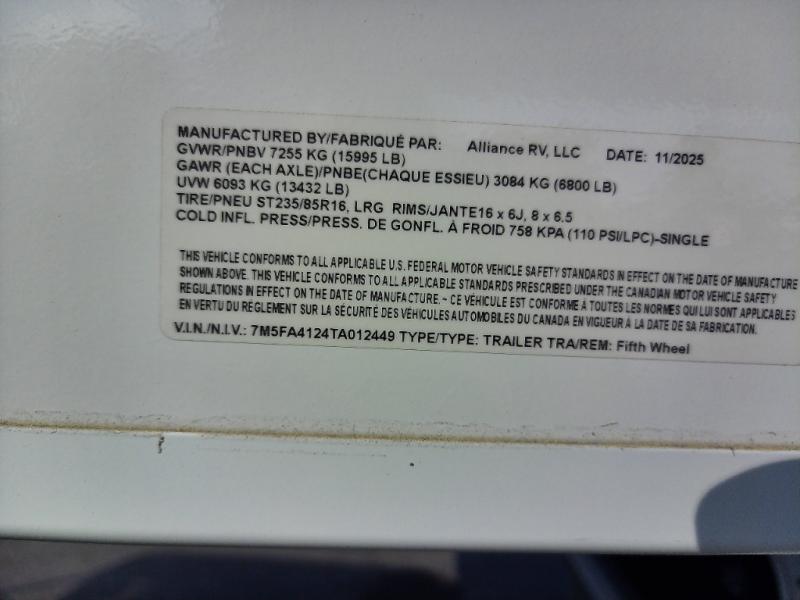 MANUFACTURED BY/FABRIQUÉ PAR: Alliance RV, LLC DATE: 11/2025
GVWR/PNBV 7255 KG (15995 LB)
GAWR (EACH AXLE)/PNBE(CHAQUE ESSIEU) 3084 KG (6800 LB)
UVW 6093 KG (13432 LB)
TIRE/PNEU ST235/85R16, LRG RIMS/JANTE16 x 6J, 8 x 6.5
COLD INFL. PRESS/PRESS. DE GONFL. À FROID 758 KPA (110 PSI/LPC)-SINGLE
THIS VEHICLE CONFORMS TO ALL APPLICABLE U.S. FEDERAL MOTOR VEHICLE SAFETY STANDARDS IN EFFECT ON THE DATE OF MANUFACTURE
SHOWN ABOVE. THIS VEHICLE CONFORMS TO ALL APPLICABLE STANDARDS PRESCRIBED UNDER THE CANADIAN MOTOR VEHICLE SAFETY
REGULATIONS IN EFFECT ON THE DATE OF MANUFACTURE. - CE VÉHICULE EST CONFORME À TOUTES LES NORMES QUI LUI SONT APPLICABLES
EN VERTU DU RÈGLEMENT SUR LA SÉCURITÉ DES VÉHICULES AUTOMOBILES DU CANADA EN VIGUEUR À LA DATE DE SA FABRICATION.
V.I.N./N.I.V.: 7M5FA4124TA012449 TYPE/TYPE: TRAILER TRA/REM: Fifth Wheel